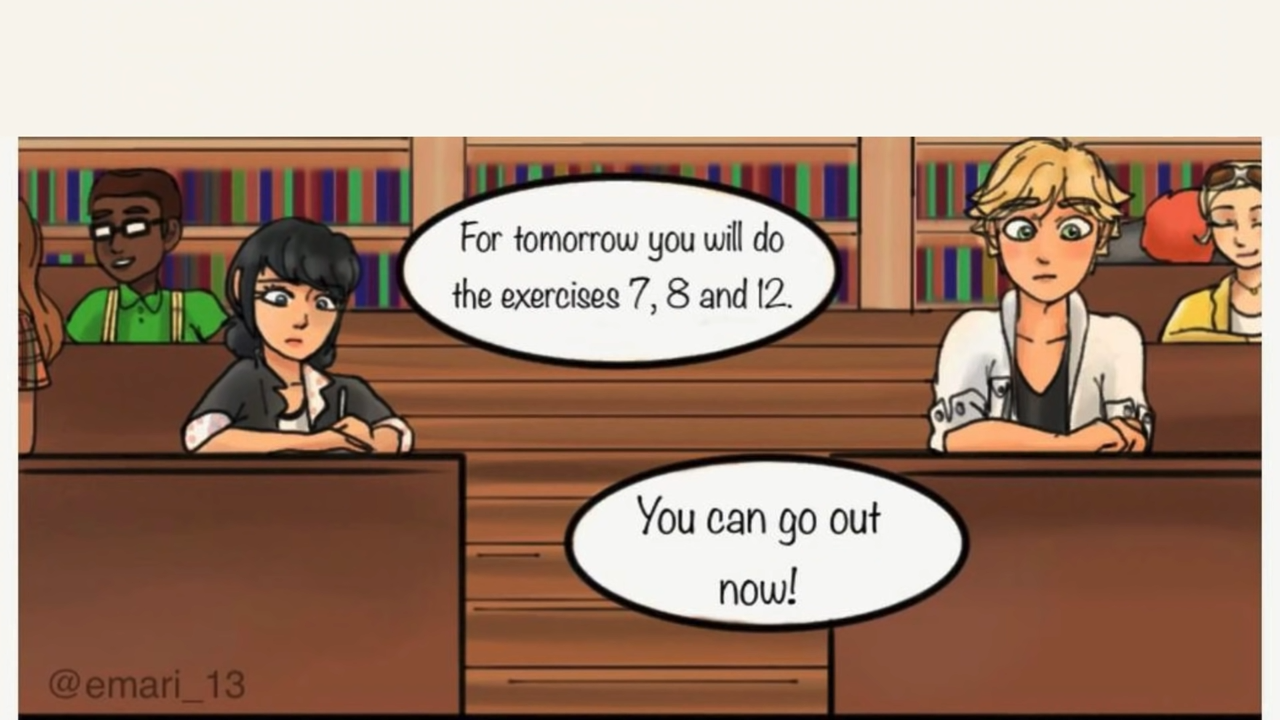 For tomorrow you will do
the exercises 7, 8 and 12.
You can go out
now!
@emari_13